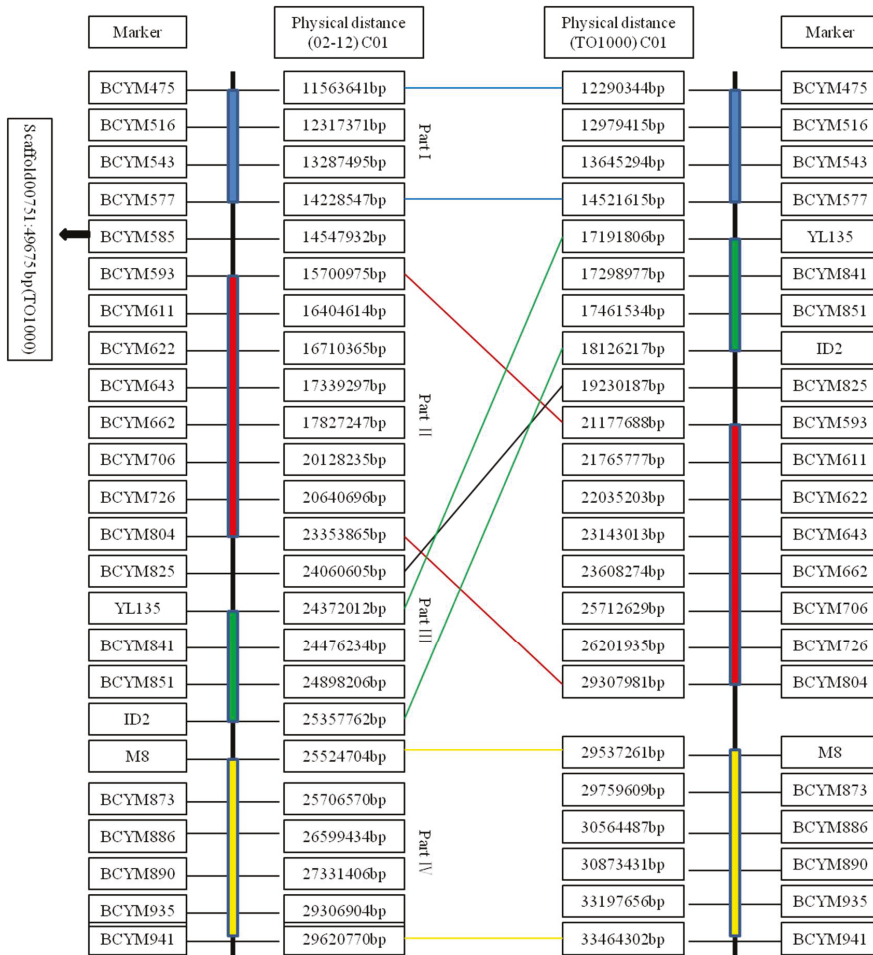 Marker
Physical distance
(02-12) C01
Physical distance
(TO1000) C01
Marker
BCYM475
11563641bp
12290344bp
BCYM475
BCYM516
12317371bp
12979415bp
BCYM516
BCYM543
13287495bp
13645294bp
BCYM543
BCYM577
14228547bp
14521615bp
BCYM577
BCYM585
14547932bp
17191806bp
YL135
BCYM593
15700975bp
17298977bp
BCYM841
BCYM611
16404614bp
17461534bp
BCYM851
BCYM622
16710365bp
18126217bp
ID2
BCYM643
17339297bp
19230187bp
BCYM825
BCYM662
17827247bp
21177688bp
BCYM593
BCYM706
20128235bp
21765777bp
BCYM611
BCYM726
20640696bp
22035203bp
BCYM622
BCYM804
23353865bp
23143013bp
BCYM643
BCYM825
24060605bp
23608274bp
BCYM662
YL135
24372012bp
25712629bp
BCYM706
BCYM841
24476234bp
26201935bp
BCYM726
BCYM851
24898206bp
29307981bp
BCYM804
ID2
25357762bp
M8
25524704bp
29537261bp
M8
BCYM873
25706570bp
29759609bp
BCYM873
BCYM886
26599434bp
30564487bp
BCYM886
BCYM890
27331406bp
30873431bp
BCYM890
BCYM935
29306904bp
33197656bp
BCYM935
BCYM941
29620770bp
33464302bp
BCYM941
Scaffold00751:49675 bp(TO1000)
Part I
Part II
Part III
Part IV